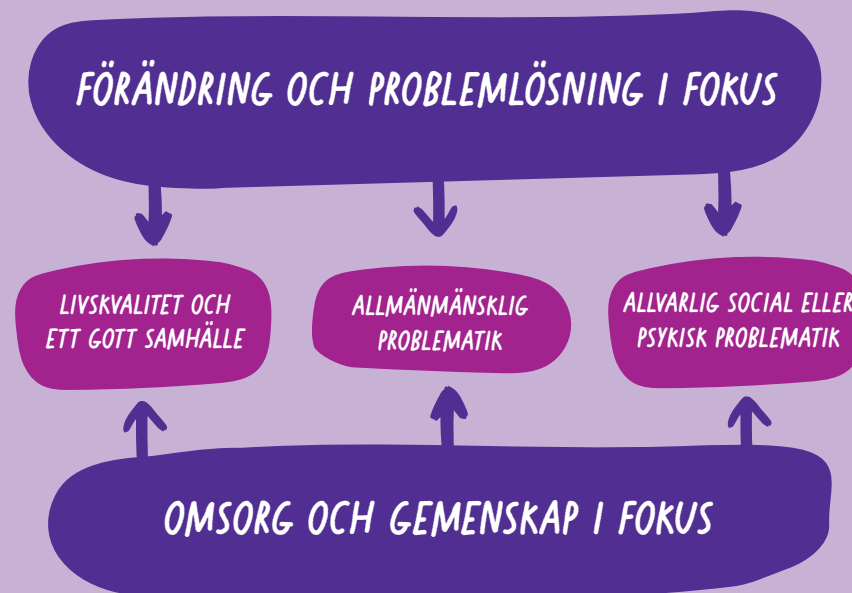 FÖRÄNDRING OCH PROBLEMLÖSNING I FOKUS
LIVSKVALITET OCH
ETT GOTT SAMHÄLLE
ALLMÄNMÄNSKLIG
PROBLEMATIK
ALLVARLIG SOCIAL ELLER
PSYKISK PROBLEMATIK
OMSORG OCH GEMENSKAP I FOKUS